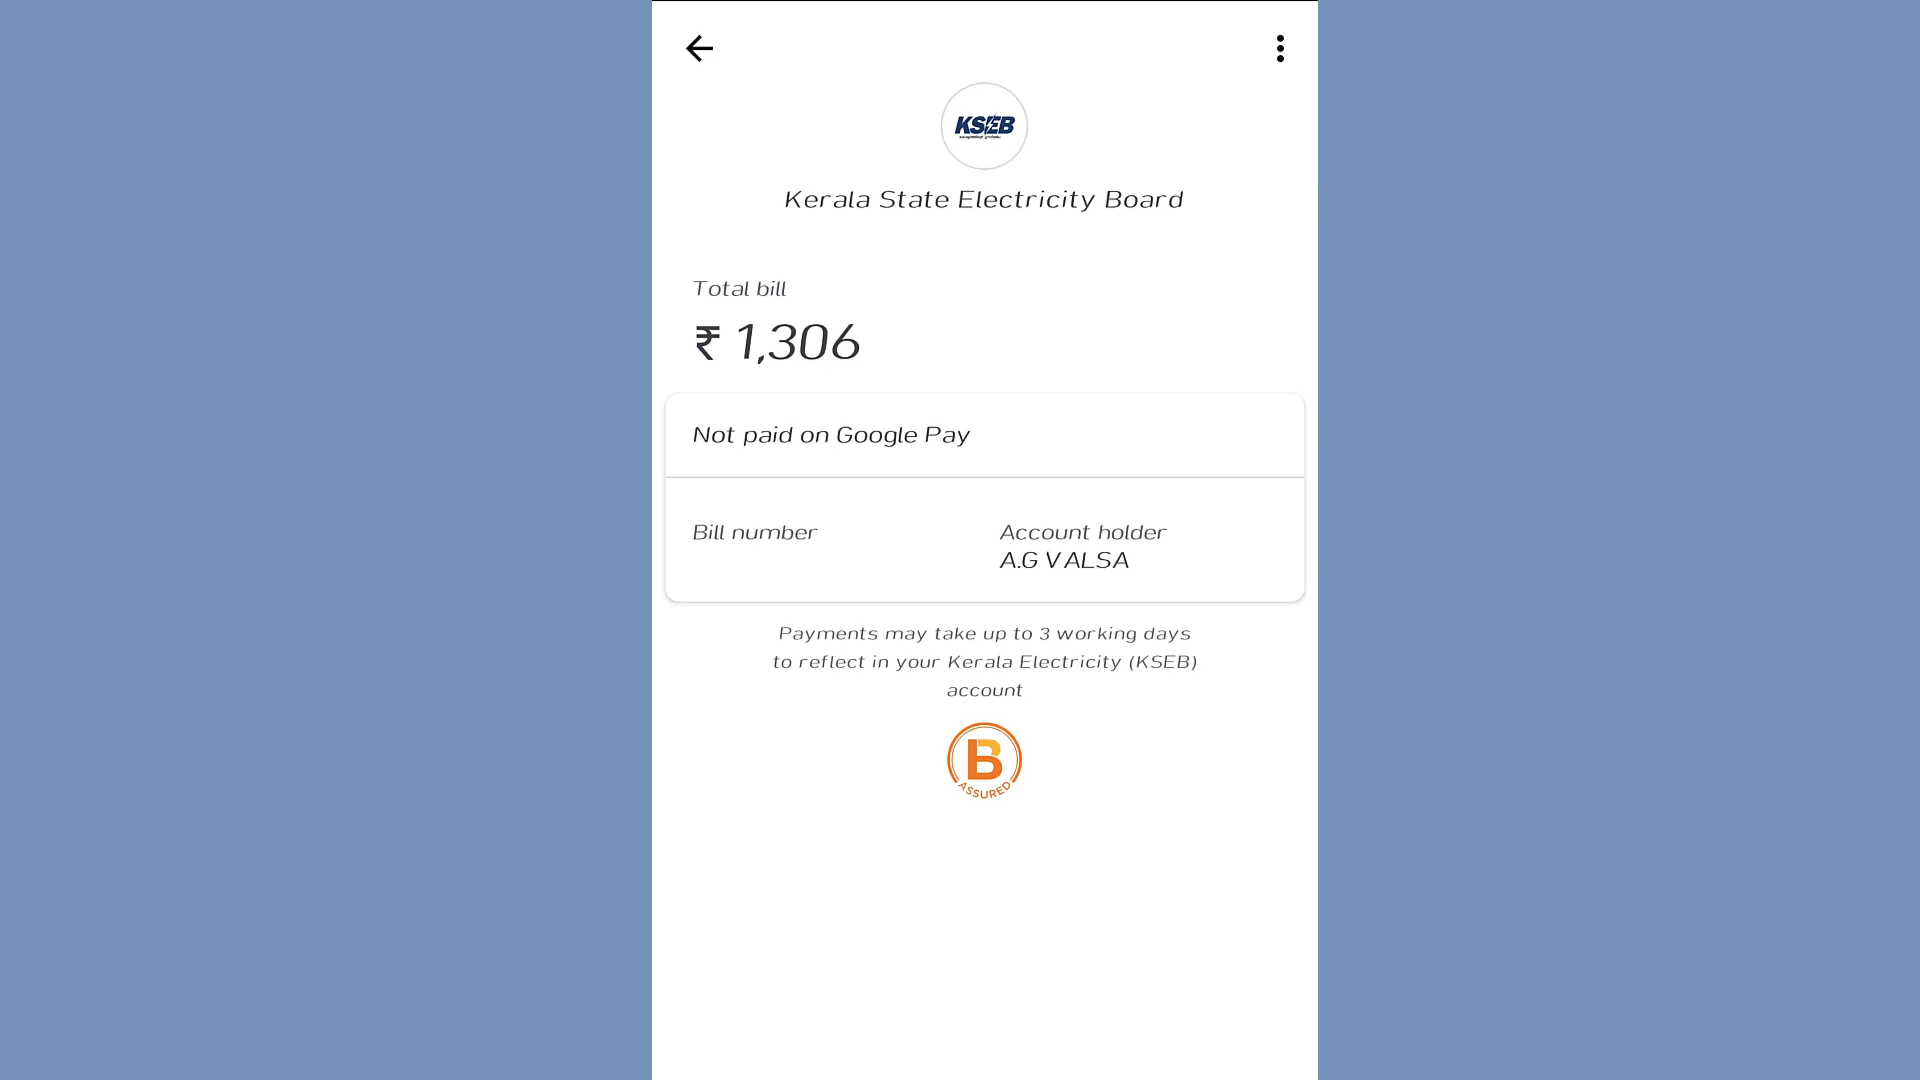 KSEB
Kerala State Electricity Board
Total bill
₹ 1,306
Not paid on Google Pay
Bill number
Account holder
A.G VALSA
Payments may take up to 3 working days
to reflect in your Kerala Electricity (KSEB)
account
B
ASSURED